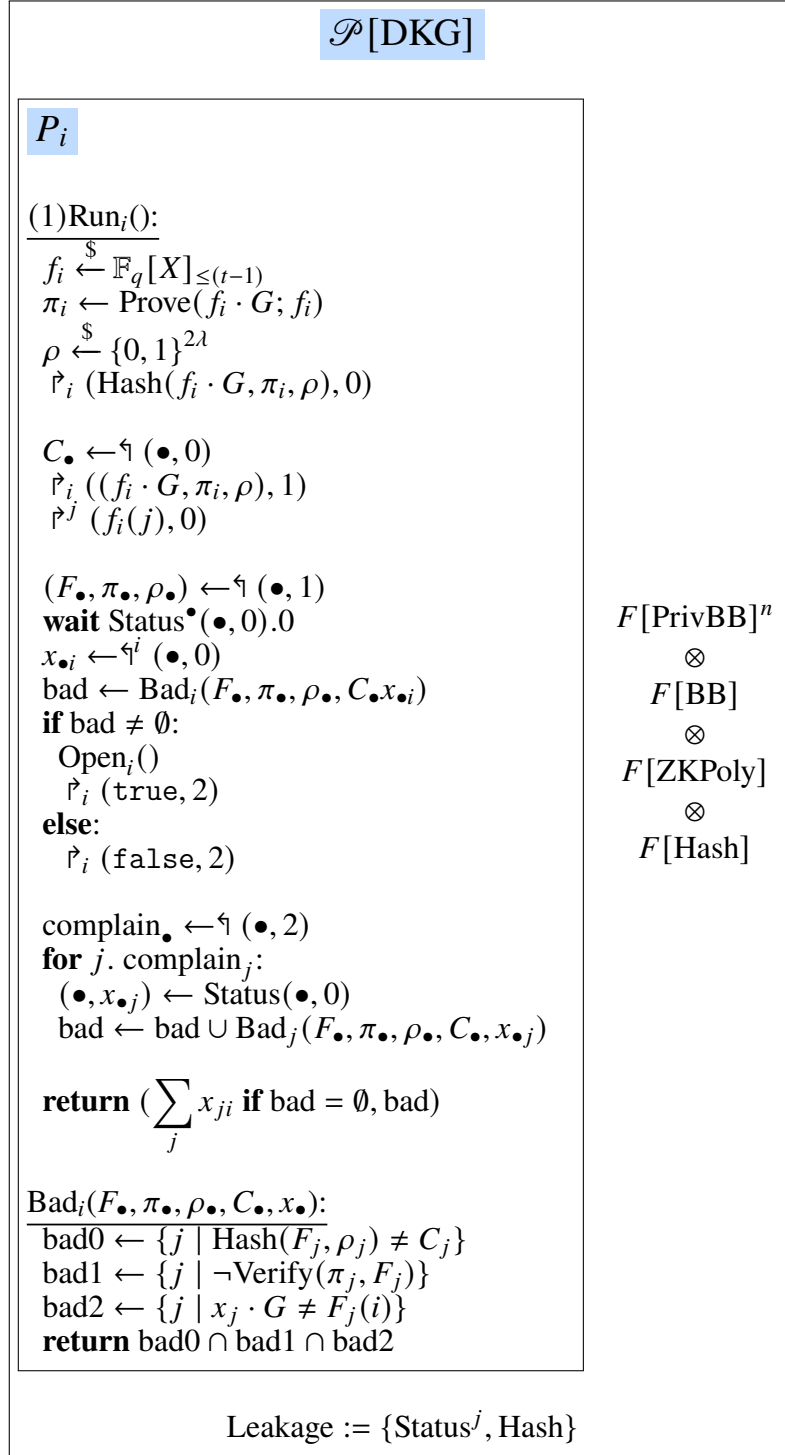 𝒫[DKG]
P_i
(1)Run_i():
f_i ←$ 𝔽_q[X]_{≤(t−1)}
π_i ← Prove(f_i · G; f_i)
ρ ←$ {0, 1}^{2λ}
↱_i (Hash(f_i · G, π_i, ρ), 0)
C_• ← ↰ (•, 0)
↱_i ((f_i · G, π_i, ρ), 1)
↱^j (f_i(j), 0)
(F_•, π_•, ρ_•) ← ↰ (•, 1)
wait Status^•(•, 0).0
x_{•i} ← ↰^i (•, 0)
bad ← Bad_i(F_•, π_•, ρ_•, C_•x_{•i})
if bad ≠ ∅:
Open_i()
↱_i (true, 2)
else:
↱_i (false, 2)
complain_• ← ↰ (•, 2)
for j. complain_j:
(•, x_{•j}) ← Status(•, 0)
bad ← bad ∪ Bad_j(F_•, π_•, ρ_•, C_•, x_{•j})
return (∑_j x_{ji} if bad = ∅, bad)
Bad_i(F_•, π_•, ρ_•, C_•, x_•):
bad0 ← {j | Hash(F_j, ρ_j) ≠ C_j}
bad1 ← {j | ¬Verify(π_j, F_j)}
bad2 ← {j | x_j · G ≠ F_j(i)}
return bad0 ∩ bad1 ∩ bad2
F[PrivBB]^n
⊗
F[BB]
⊗
F[ZKPoly]
⊗
F[Hash]
Leakage := {Status^j, Hash}